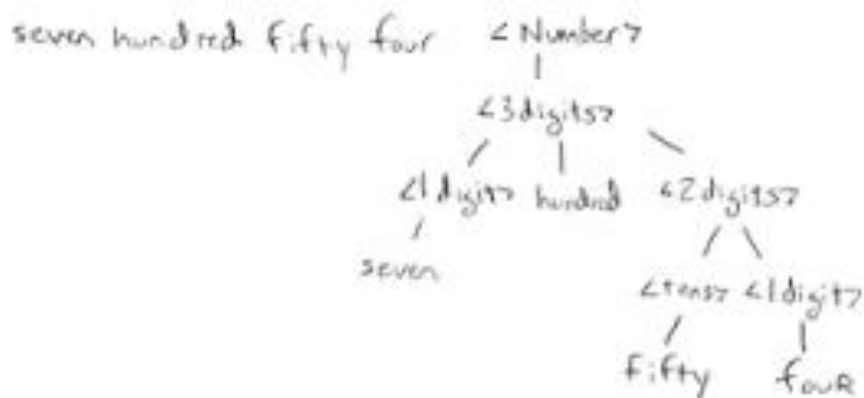 seven hundred fifty four <Number>
<3digits>
<1digit> hundred <2digits>
seven
<tens> <1digit>
fifty fouR